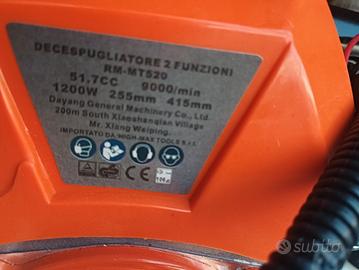 DECESPUGLIATORE 2 FUNZIONI
RM-MT520
51.7CC 9000/min
1200W 255mm 415mm
Dayang General Machinery Co., Ltd.
200m South Xiaoshanqian Village
Mr. Xiang Weiping.
IMPORTATO DA:HIGH-MAX TOOLS S.r.l.
CE
subito